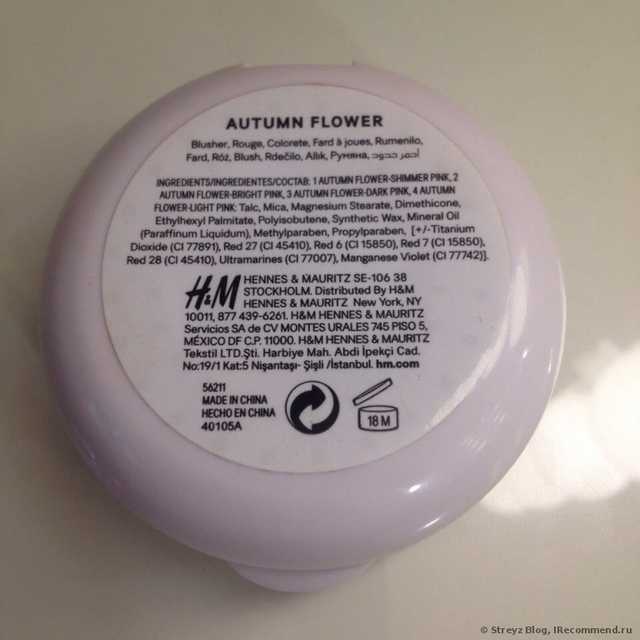 AUTUMN FLOWER
Blusher, Rouge, Colorete, Fard à joues, Rumenilo,
Fard, Róż, Blush, Rdečilo, Allık, Румяна, أحمر خدود
INGREDIENTS/INGREDIENTES/СОСТАВ: 1 AUTUMN FLOWER-SHIMMER PINK, 2
AUTUMN FLOWER-BRIGHT PINK, 3 AUTUMN FLOWER-DARK PINK, 4 AUTUMN
FLOWER-LIGHT PINK: Talc, Mica, Magnesium Stearate, Dimethicone,
Ethylhexyl Palmitate, Polyisobutene, Synthetic Wax, Mineral Oil
(Paraffinum Liquidum), Methylparaben, Propylparaben, [+/-Titanium
Dioxide (CI 77891), Red 27 (CI 45410), Red 6 (CI 15850), Red 7 (CI 15850),
Red 28 (CI 45410), Ultramarines (CI 77007), Manganese Violet (CI 77742)].
H&M HENNES & MAURITZ SE-106 38
STOCKHOLM. Distributed By H&M
HENNES & MAURITZ New York, NY
10011, 877 439-6261. H&M HENNES & MAURITZ
Servicios SA de CV MONTES URALES 745 PISO 5,
MÉXICO DF C.P. 11000. H&M HENNES & MAURITZ
Tekstil LTD.Şti. Harbiye Mah. Abdi İpekçi Cad.
No:19/1 Kat:5 Nişantaşı- Şişli /İstanbul. hm.com
56211
MADE IN CHINA
HECHO EN CHINA
40105A
18 M
© Streyz Blog, IRecommend.ru